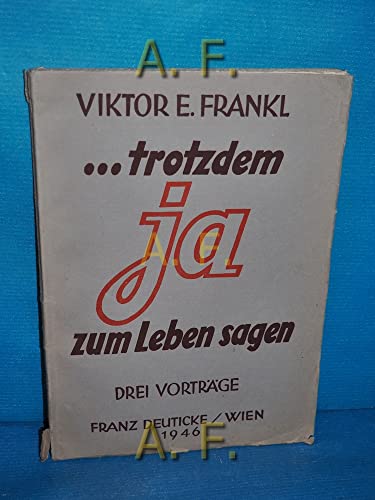 A. F.
VIKTOR E. FRANKL
...trotzdem
A. F.
ja
A. F.
zum Leben sagen
A. F.
DREI VORTRÄGE
FRANZ DEUTICKE / WIEN
1946
A. F.